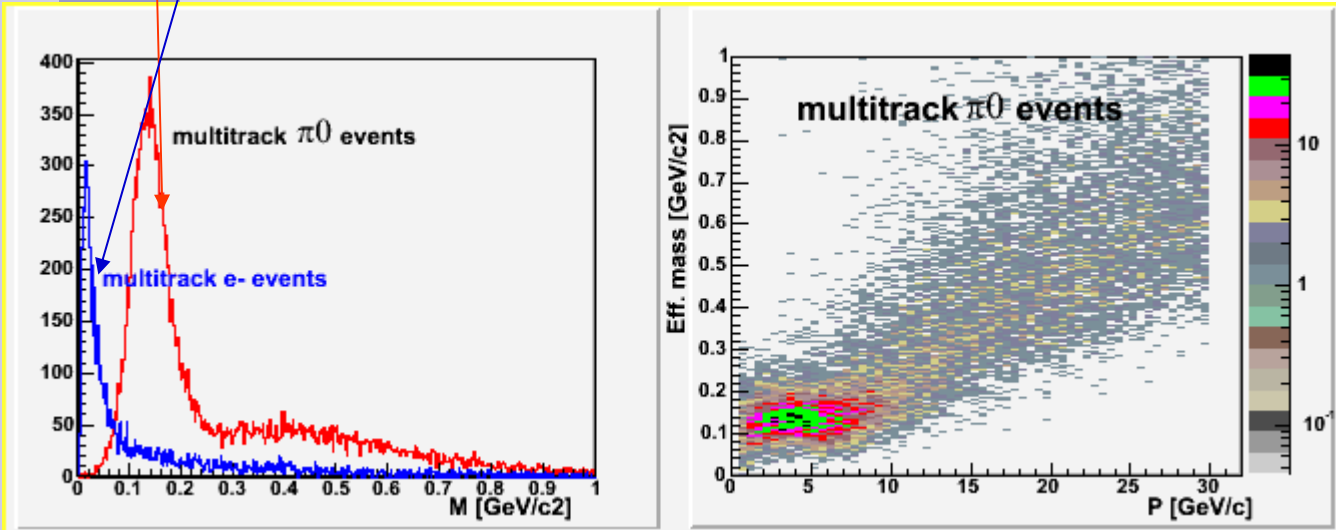 400
350
300
250
200
150
100
50
0
multitrack π0 events
multitrack e- events
0 0.1 0.2 0.3 0.4 0.5 0.6 0.7 0.8 0.9 1
M [GeV/c2]
Eff. mass [GeV/c2]
1
0.9
0.8
0.7
0.6
0.5
0.4
0.3
0.2
0.1
0
multitrack π0 events
0 5 10 15 20 25 30
P [GeV/c]
10
1
10-1